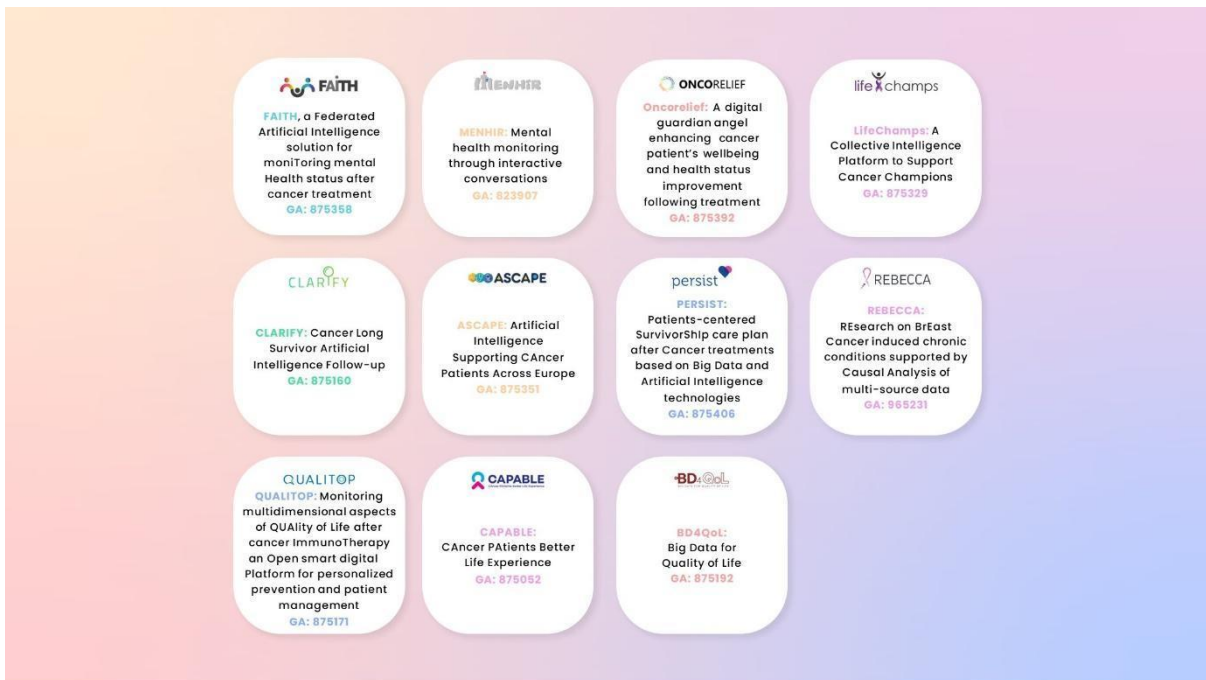 FAITH
FAITH, a Federated
Artificial Intelligence
solution for
moniToring mental
Health status after
cancer treatment
GA: 875358
MENHIR
MENHIR: Mental
health monitoring
through interactive
conversations
GA: 823907
ONCORELIEF
Oncorelief: A digital
guardian angel
enhancing cancer
patient's wellbeing
and health status
improvement
following treatment
GA: 875392
life champs
LifeChamps: A
Collective Intelligence
Platform to Support
Cancer Champions
GA: 875329
CLARIFY
CLARIFY: Cancer Long
Survivor Artificial
Intelligence Follow-up
GA: 875160
ASCAPE
ASCAPE: Artificial
Intelligence
Supporting CAncer
Patients Across Europe
GA: 875351
persist
PERSIST:
Patients-centered
SurvivorShIp care plan
after Cancer treatments
based on Big Data and
Artificial Intelligence
technologies
GA: 875406
REBECCA
REBECCA:
REsearch on BrEast
Cancer induced chronic
conditions supported by
Causal Analysis of
multi-source data
GA: 965231
QUALITOP
QUALITOP: Monitoring
multidimensional aspects
of QUAlity of Life after
cancer ImmunoTherapy
an Open smart digital
Platform for personalized
prevention and patient
management
GA: 875171
CAPABLE
CAPABLE:
CAncer PAtients Better
Life Experience
GA: 875052
BD4QoL
BD4QoL:
Big Data for
Quality of Life
GA: 875192